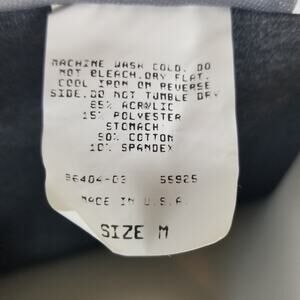 MACHINE WASH COLD. DO
NOT BLEACH. DRY FLAT.
COOL IRON ON REVERSE
SIDE. DO NOT TUMBLE DRY
85% ACRYLIC
15% POLYESTER
STOMACH
90% COTTON
10% SPANDEX
36404-03 55925
MADE IN U.S.A.
SIZE M